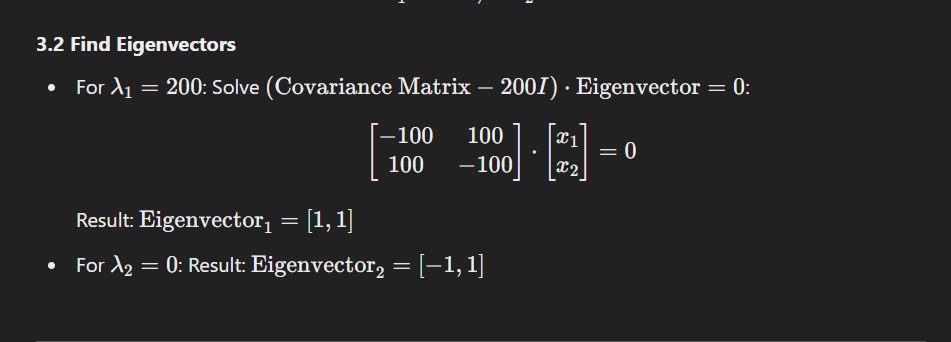 3.2 Find Eigenvectors
• For λ₁ = 200: Solve (Covariance Matrix − 200I) · Eigenvector = 0:
[−100 100; 100 −100] · [x₁; x₂] = 0
Result: Eigenvector₁ = [1, 1]
• For λ₂ = 0: Result: Eigenvector₂ = [−1, 1]